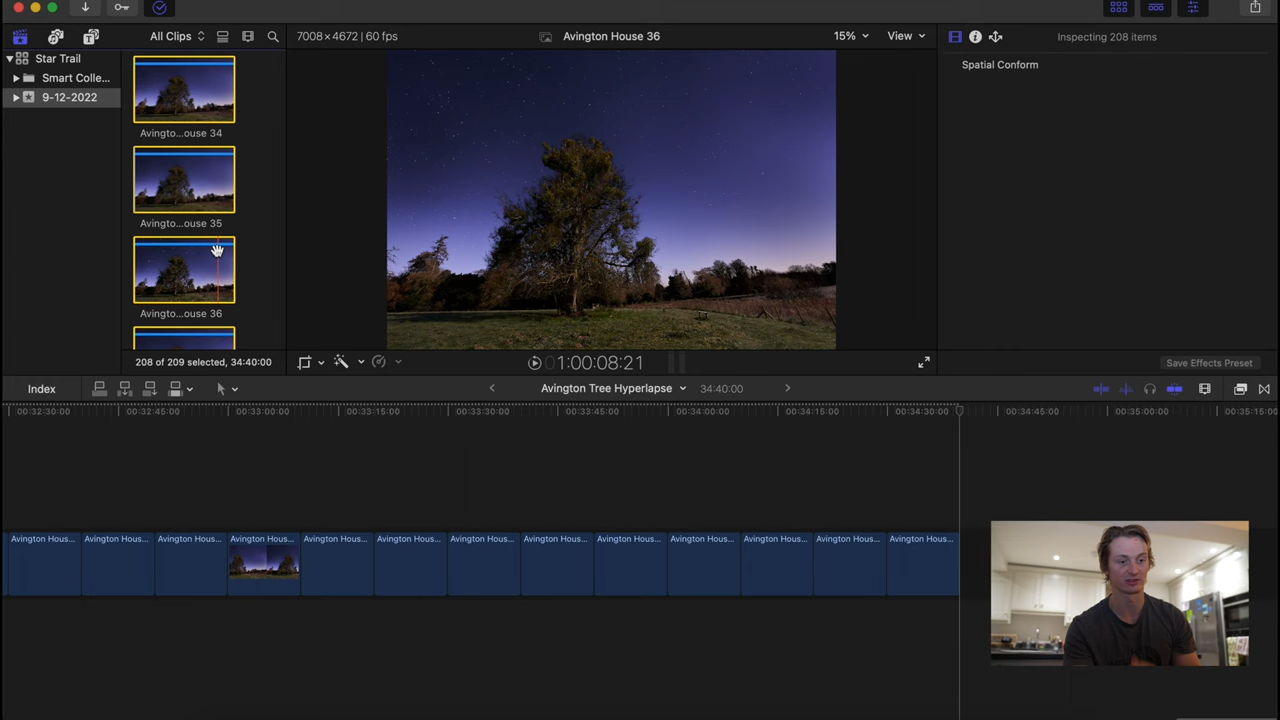 All Clips
7008×4672 | 60 fps
Avington House 36
15%
View
Inspecting 208 items
Star Trail
Smart Colle...
9-12-2022
Spatial Conform
Avingto...ouse 34
Avingto...ouse 35
Avingto...ouse 36
208 of 209 selected, 34:40:00
1:00:08:21
Save Effects Preset
Index
Avington Tree Hyperlapse
34:40:00
00:32:30:00
00:32:45:00
00:33:00:00
00:33:15:00
00:33:30:00
00:33:45:00
00:34:00:00
00:34:15:00
00:34:30:00
00:34:45:00
00:35:00:00
00:35:15:00
Avington Hous...
Avington Hous...
Avington Hous...
Avington Hous...
Avington Hous...
Avington Hous...
Avington Hous...
Avington Hous...
Avington Hous...
Avington Hous...
Avington Hous...
Avington Hous...
Avington Hous...